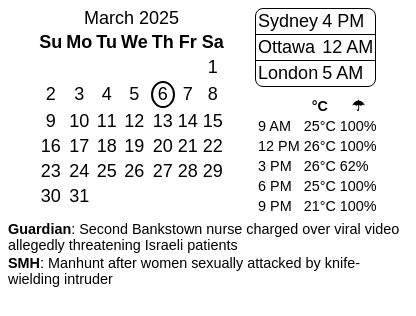 March 2025
Su Mo Tu We Th Fr Sa
1
2 3 4 5 6 7 8
9 10 11 12 13 14 15
16 17 18 19 20 21 22
23 24 25 26 27 28 29
30 31
Sydney 4 PM
Ottawa 12 AM
London 5 AM
°C ☂
9 AM 25°C 100%
12 PM 26°C 100%
3 PM 26°C 62%
6 PM 25°C 100%
9 PM 21°C 100%
Guardian: Second Bankstown nurse charged over viral video
allegedly threatening Israeli patients
SMH: Manhunt after women sexually attacked by knife-
wielding intruder